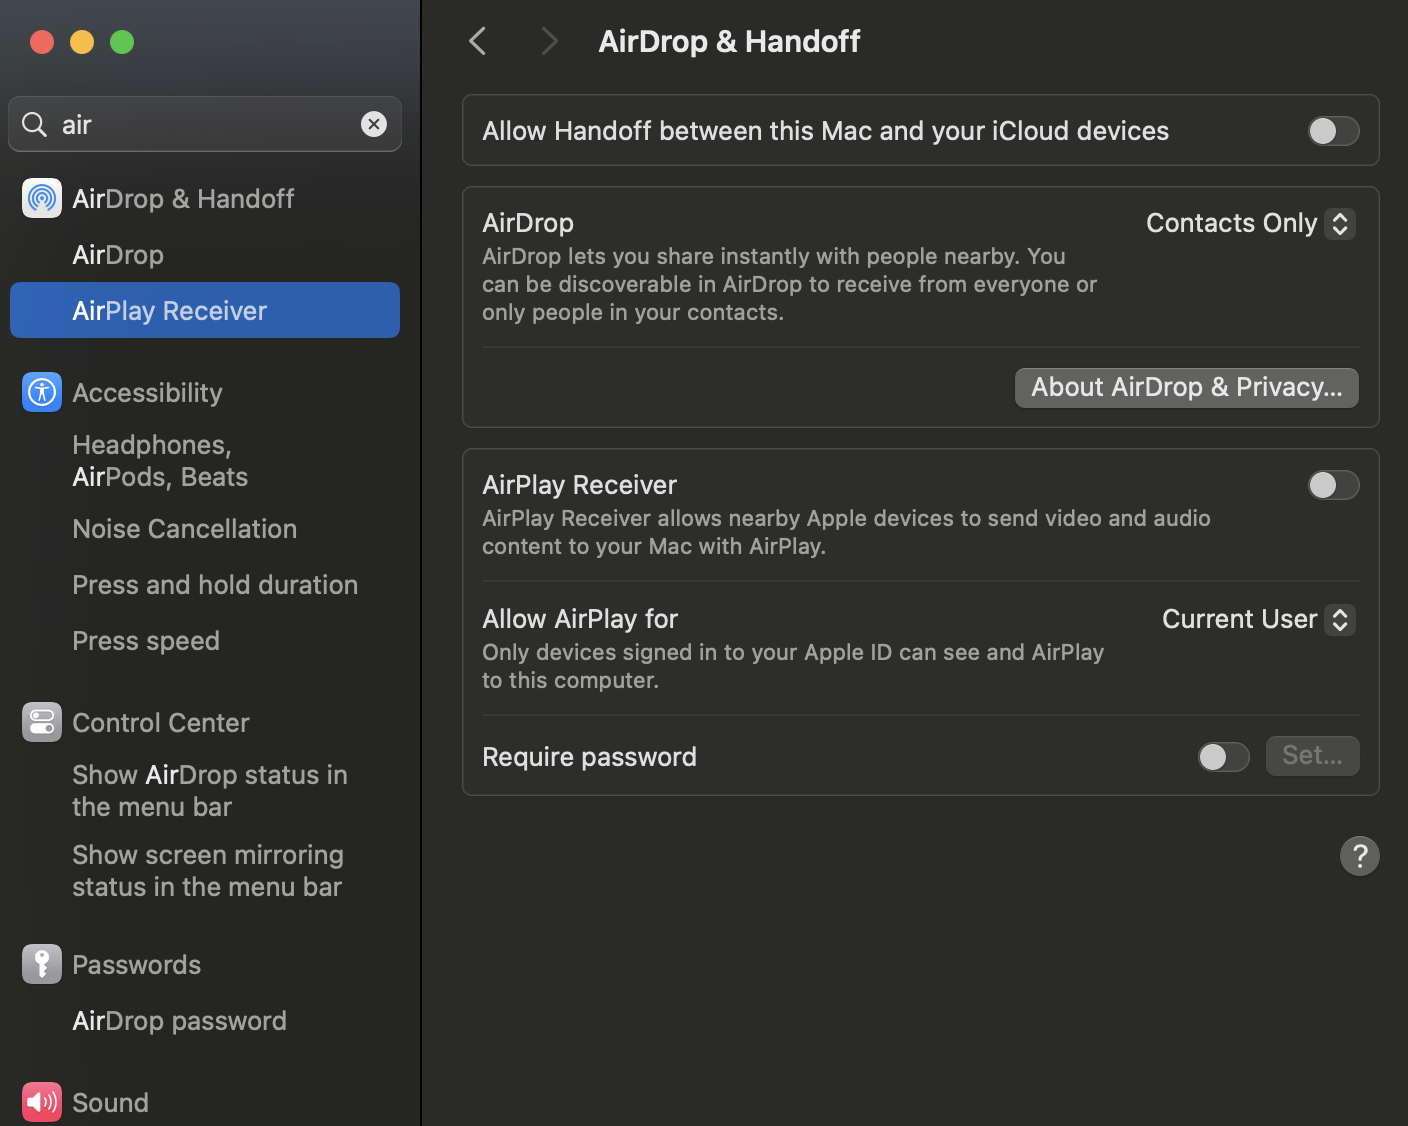 air
AirDrop & Handoff
AirDrop
AirPlay Receiver
Accessibility
Headphones,
AirPods, Beats
Noise Cancellation
Press and hold duration
Press speed
Control Center
Show AirDrop status in
the menu bar
Show screen mirroring
status in the menu bar
Passwords
AirDrop password
Sound
AirDrop & Handoff
Allow Handoff between this Mac and your iCloud devices
AirDrop
Contacts Only
AirDrop lets you share instantly with people nearby. You
can be discoverable in AirDrop to receive from everyone or
only people in your contacts.
About AirDrop & Privacy...
AirPlay Receiver
AirPlay Receiver allows nearby Apple devices to send video and audio
content to your Mac with AirPlay.
Allow AirPlay for
Current User
Only devices signed in to your Apple ID can see and AirPlay
to this computer.
Require password
Set...
?